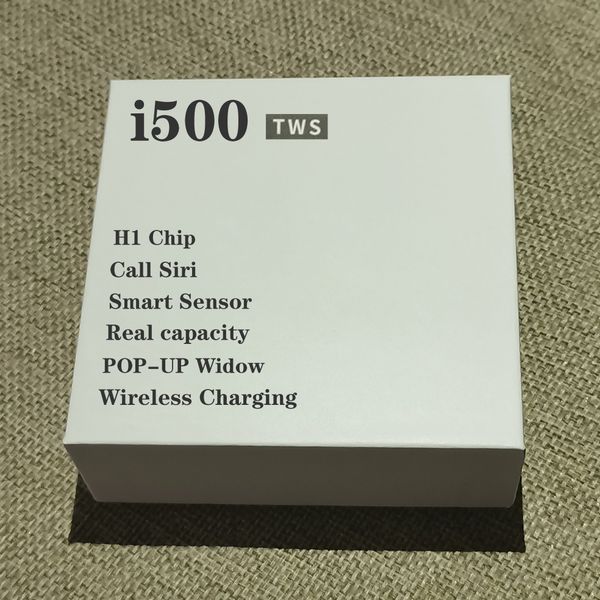 i500 TWS
H1 Chip
Call Siri
Smart Sensor
Real capacity
POP-UP Widow
Wireless Charging